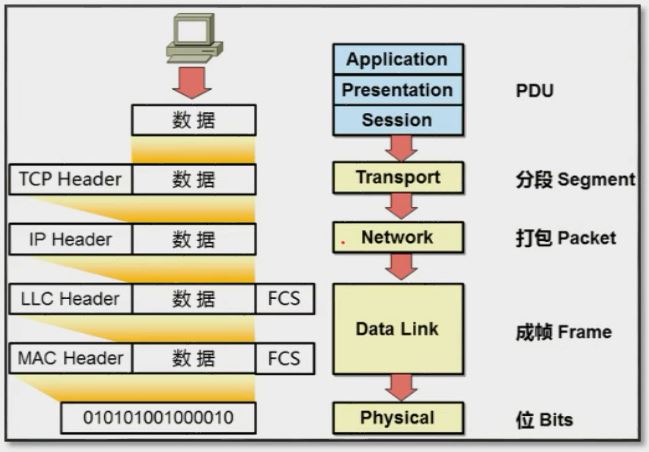 数据
TCP Header 数据
IP Header 数据
LLC Header 数据 FCS
MAC Header 数据 FCS
010101001000010
Application
Presentation
Session
Transport
Network
Data Link
Physical
PDU
分段 Segment
打包 Packet
成帧 Frame
位 Bits